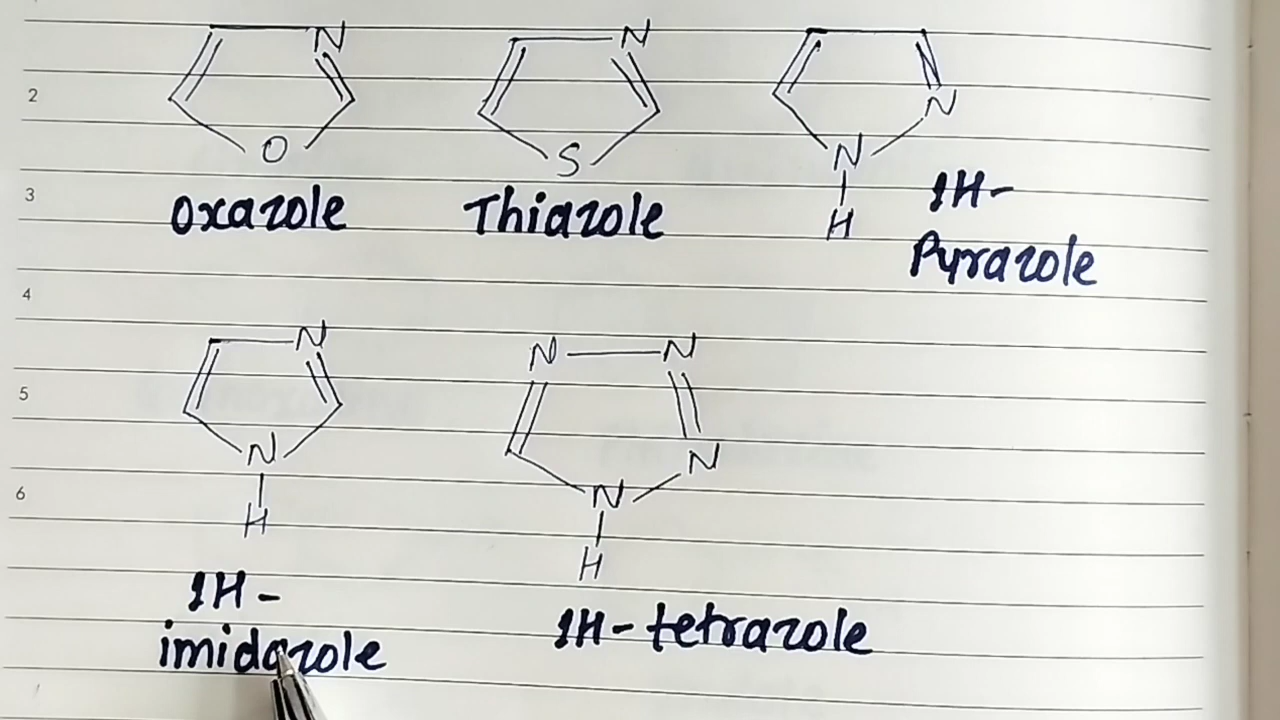 N N
2 N
O S N
3 Oxazole Thiazole H 1H-
Pyrazole
4
N N N
5
N N
6 N
H H
1H- 1H- tetrazole
imidazole